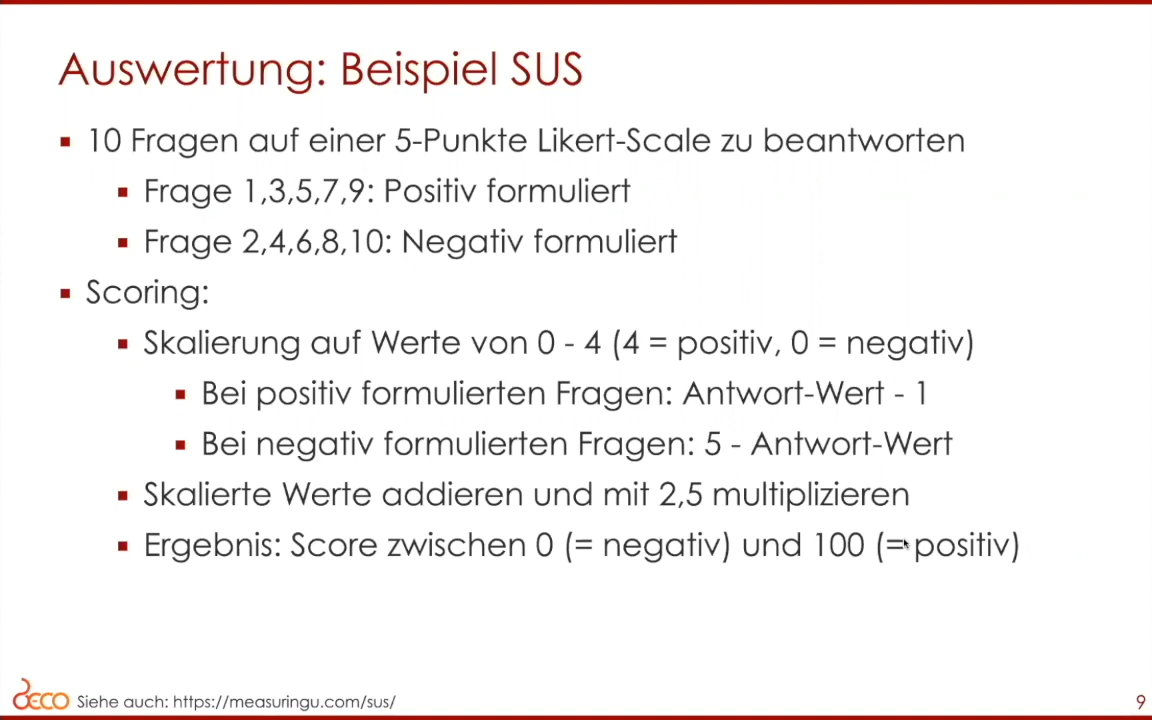 Auswertung: Beispiel SUS
10 Fragen auf einer 5-Punkte Likert-Scale zu beantworten
Frage 1,3,5,7,9: Positiv formuliert
Frage 2,4,6,8,10: Negativ formuliert
Scoring:
Skalierung auf Werte von 0 - 4 (4 = positiv, 0 = negativ)
Bei positiv formulierten Fragen: Antwort-Wert - 1
Bei negativ formulierten Fragen: 5 - Antwort-Wert
Skalierte Werte addieren und mit 2,5 multiplizieren
Ergebnis: Score zwischen 0 (= negativ) und 100 (= positiv)
DECO Siehe auch: https://measuringu.com/sus/
9